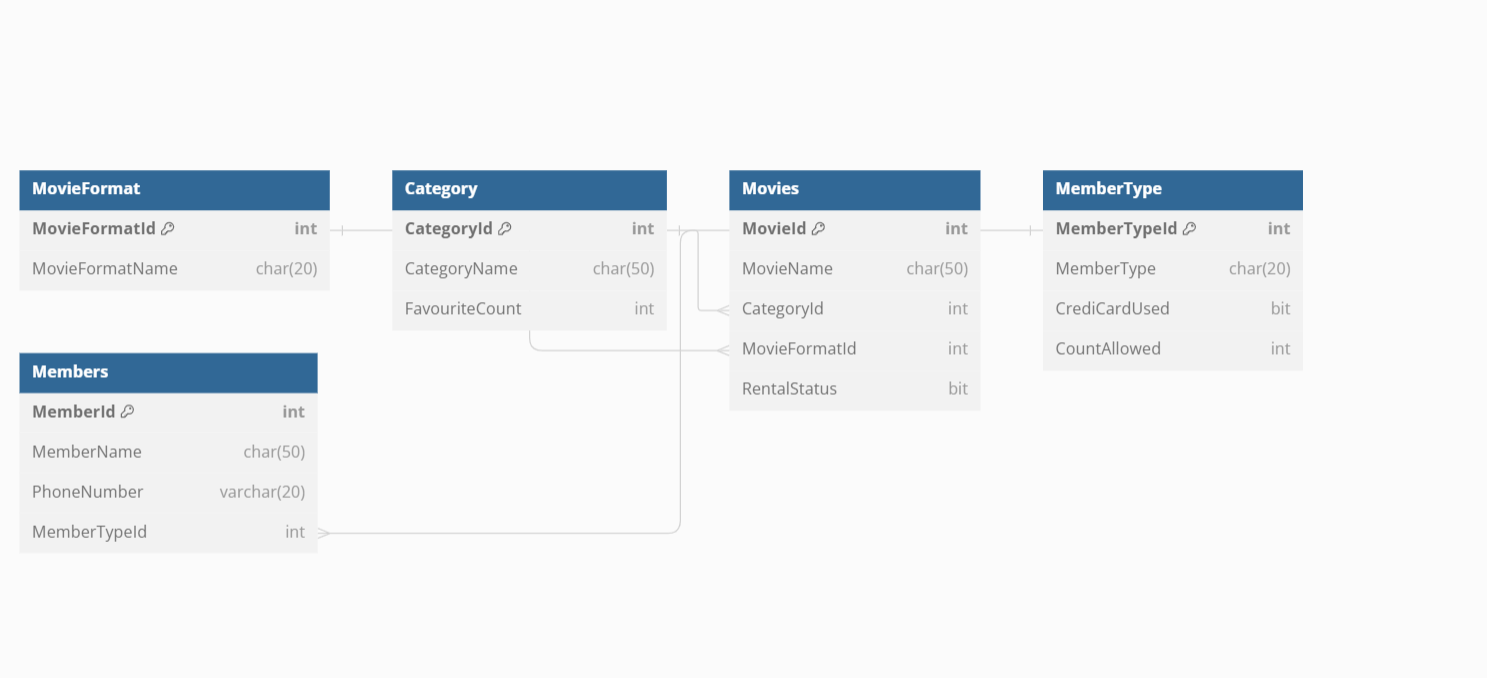 MovieFormat
MovieFormatId int
MovieFormatName char(20)
Category
CategoryId int
CategoryName char(50)
FavouriteCount int
Movies
MovieId int
MovieName char(50)
CategoryId int
MovieFormatId int
RentalStatus bit
MemberType
MemberTypeId int
MemberType char(20)
CrediCardUsed bit
CountAllowed int
Members
MemberId int
MemberName char(50)
PhoneNumber varchar(20)
MemberTypeId int